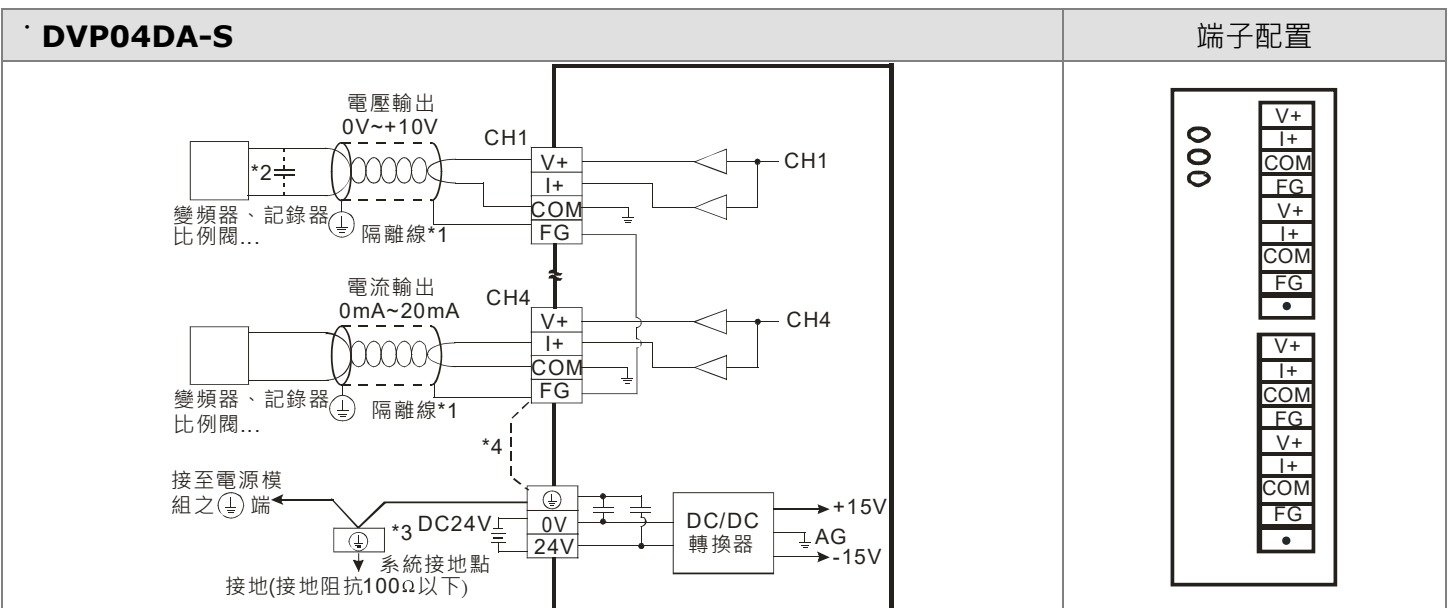 DVP04DA-S
端子配置
電壓輸出
0V~+10V
CH1
*2
V+
I+
COM
FG
CH1
變頻器、記錄器
比例閥...
隔離線*1
電流輸出
0mA~20mA
CH4
V+
I+
COM
FG
CH4
變頻器、記錄器
比例閥...
隔離線*1
*4
接至電源模
組之 端
*3
DC24V
0V
24V
DC/DC
轉換器
+15V
AG
-15V
系統接地點
接地(接地阻抗100Ω以下)
V+
I+
COM
FG
V+
I+
COM
FG
•
V+
I+
COM
FG
V+
I+
COM
FG
•